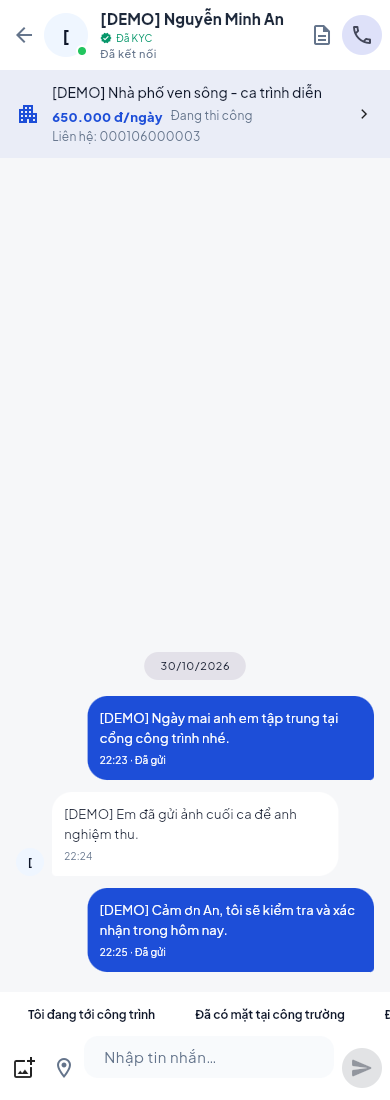 [
[DEMO] Nguyễn Minh An
Đã KYC
Đã kết nối
[DEMO] Nhà phố ven sông - ca trình diễn
650.000 đ/ngày Đang thi công
Liên hệ: 000106000003
30/10/2026
[DEMO] Ngày mai anh em tập trung tại
cổng công trình nhé.
22:23 · Đã gửi
[DEMO] Em đã gửi ảnh cuối ca để anh
nghiệm thu.
22:24
[
[DEMO] Cảm ơn An, tôi sẽ kiểm tra và xác
nhận trong hôm nay.
22:25 · Đã gửi
Tôi đang tới công trình Đã có mặt tại công trường
Nhập tin nhắn...